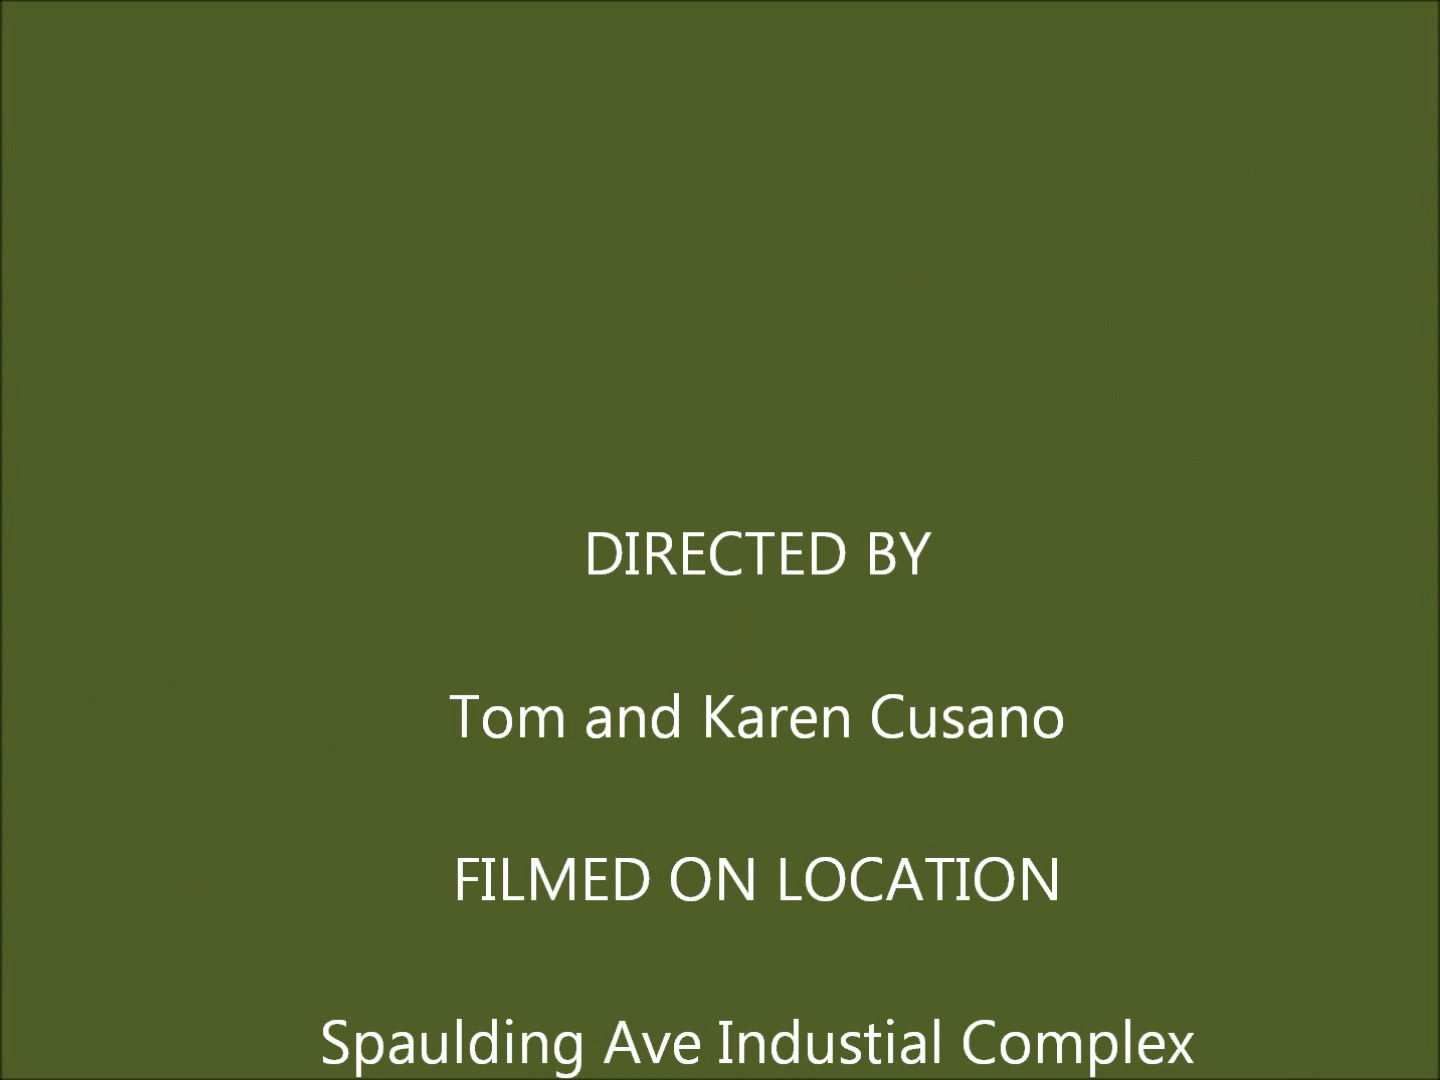 DIRECTED BY
Tom and Karen Cusano
FILMED ON LOCATION
Spaulding Ave Industial Complex